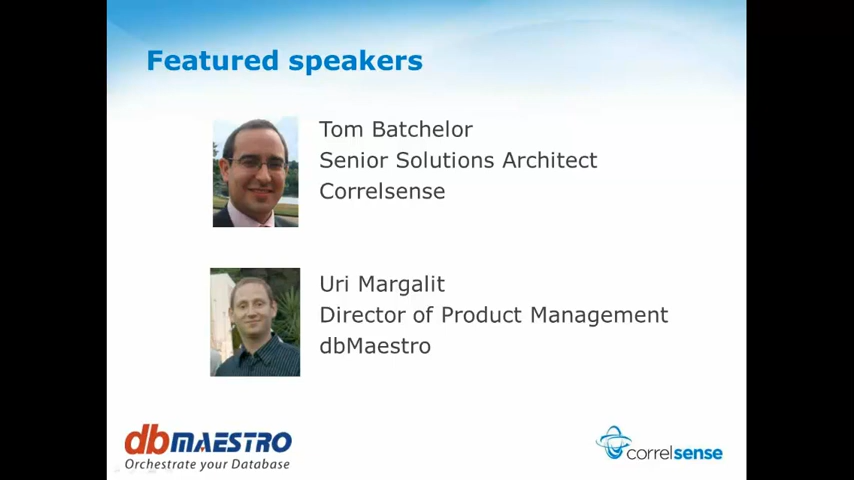 Featured speakers
Tom Batchelor
Senior Solutions Architect
Correlsense
Uri Margalit
Director of Product Management
dbMaestro
dbMAESTRO
Orchestrate your Database
correlsense